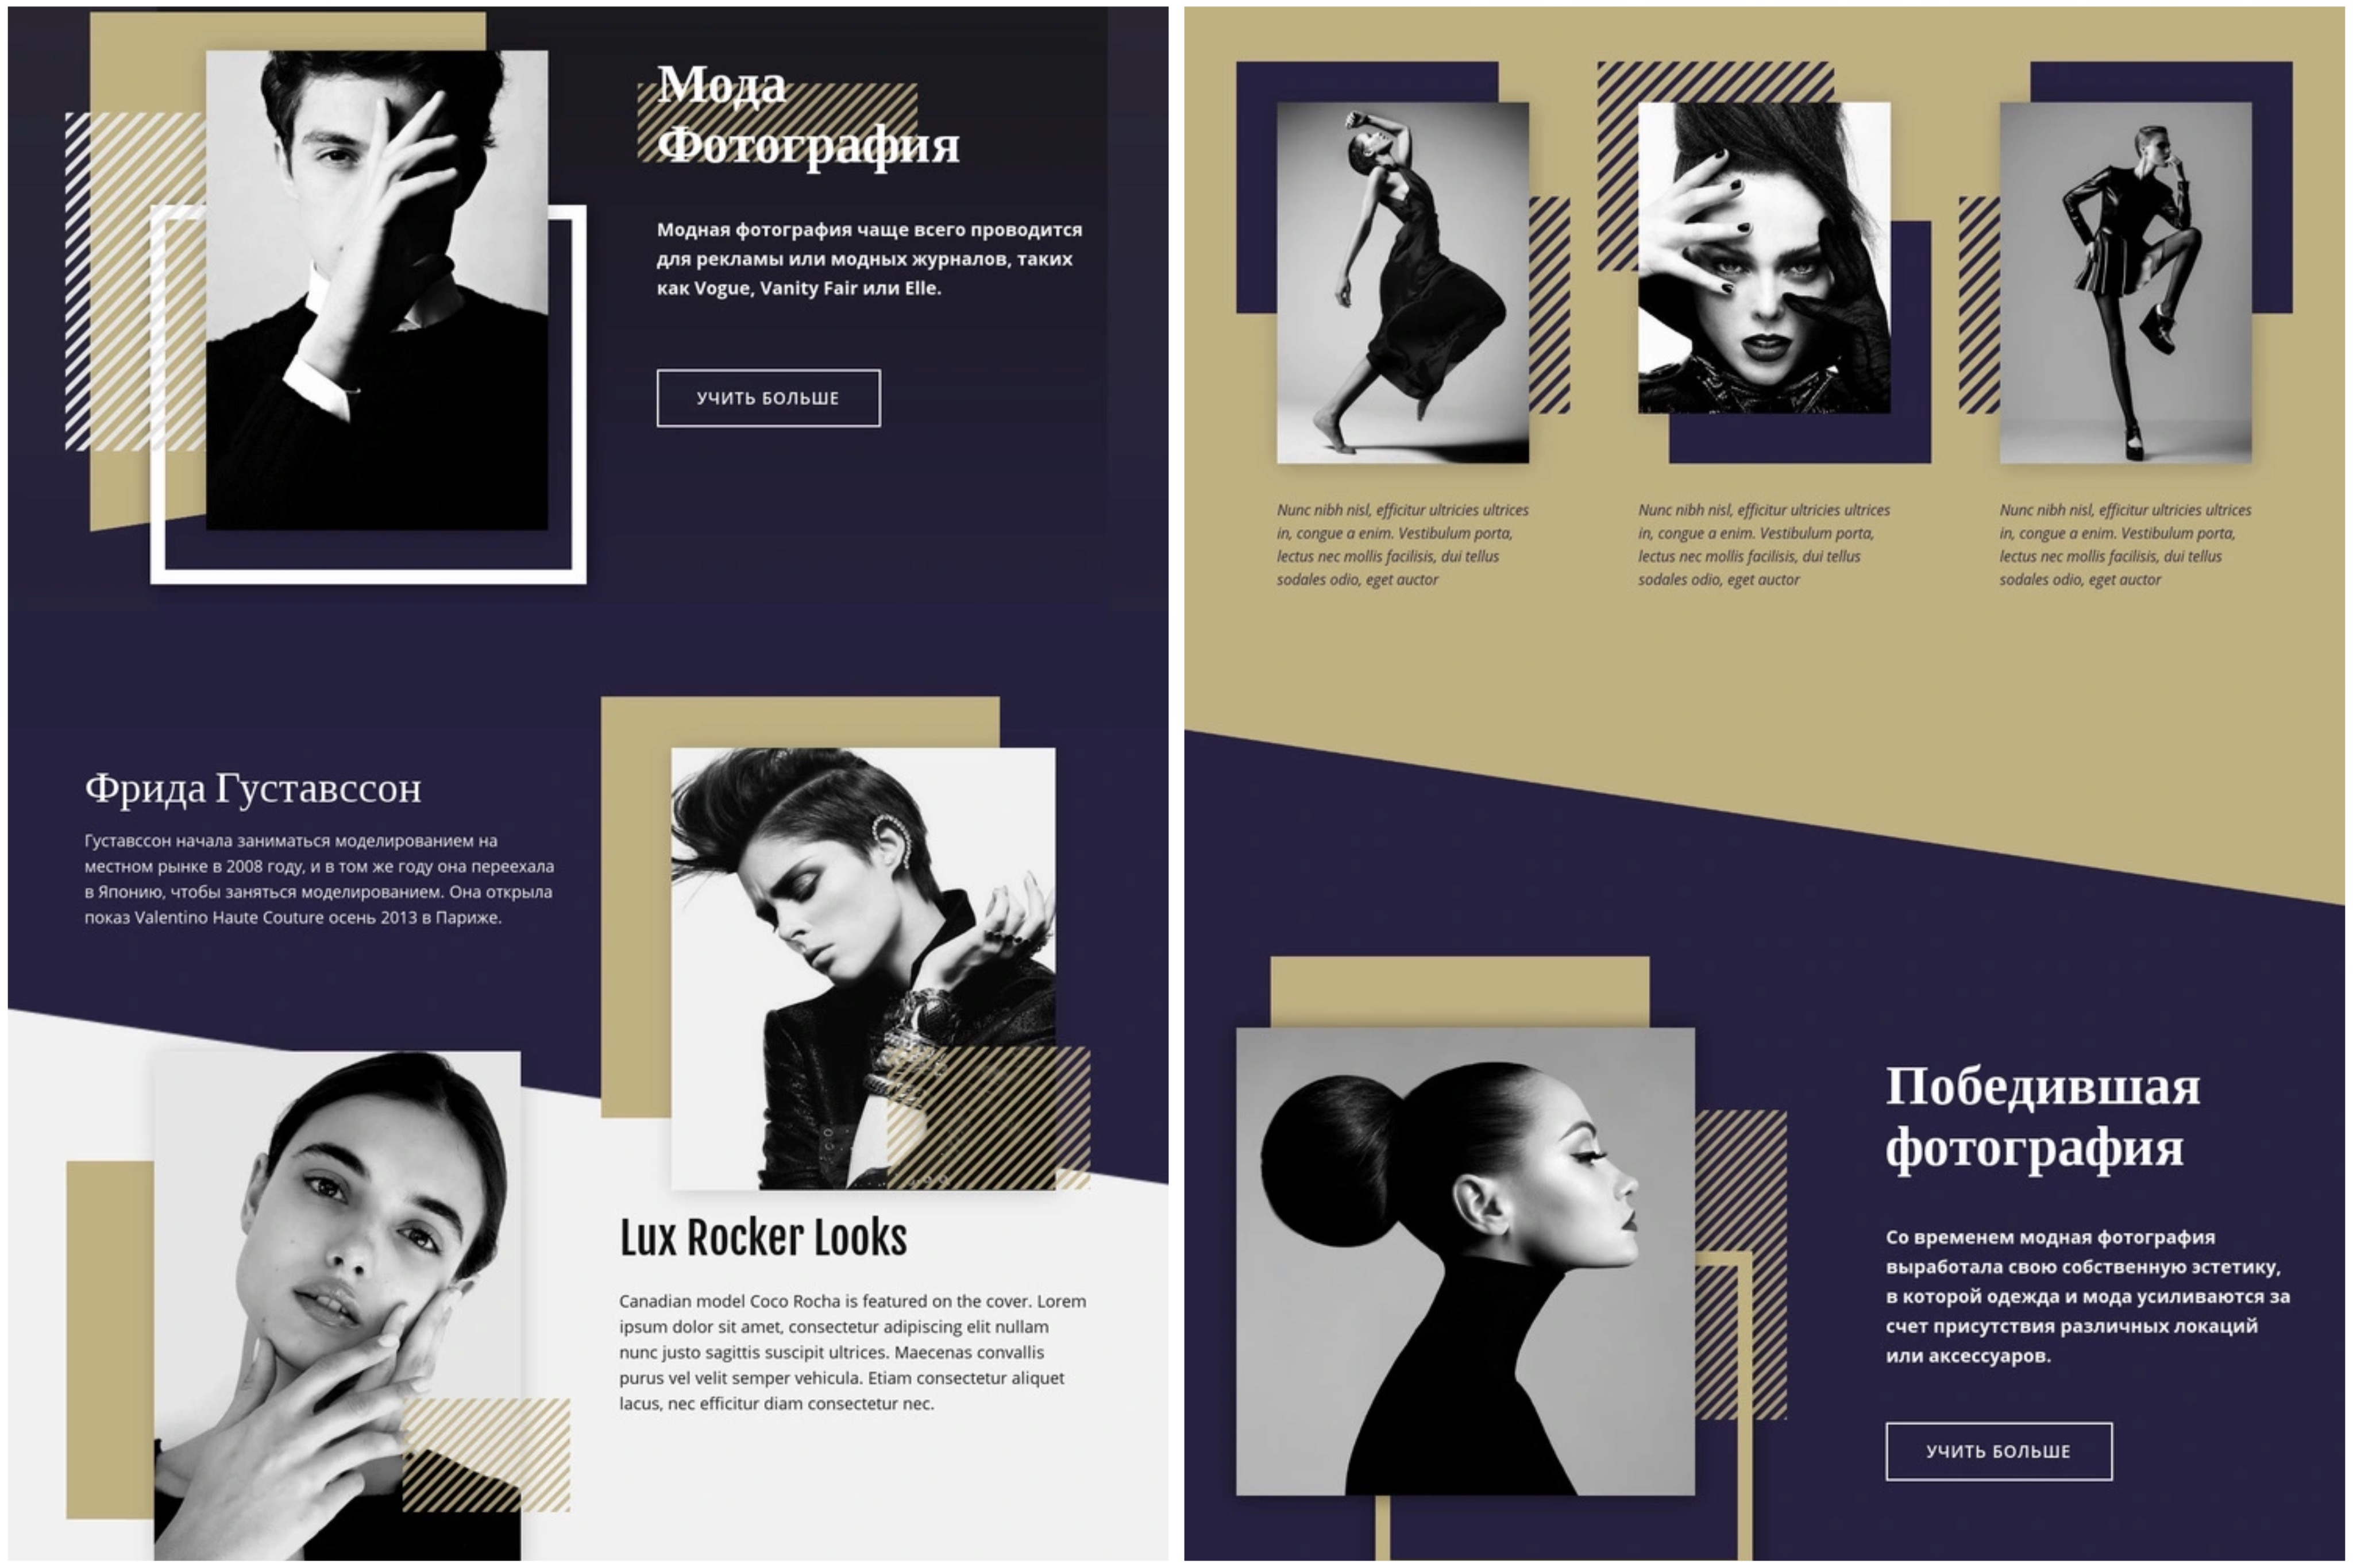 Мода
Фотография
Модная фотография чаще всего проводится
для рекламы или модных журналов, таких
как Vogue, Vanity Fair или Elle.
УЧИТЬ БОЛЬШЕ
Фрида Густавссон
Густавссон начала заниматься моделированием на
местном рынке в 2008 году, и в том же году она переехала
в Японию, чтобы заняться моделированием. Она открыла
показ Valentino Haute Couture осень 2013 в Париже.
Lux Rocker Looks
Canadian model Coco Rocha is featured on the cover. Lorem
ipsum dolor sit amet, consectetur adipiscing elit nullam
nunc justo sagittis suscipit ultrices. Maecenas convallis
purus vel velit semper vehicula. Etiam consectetur aliquet
lacus, nec efficitur diam consectetur nec.
Nunc nibh nisl, efficitur ultricies ultrices
in, congue a enim. Vestibulum porta,
lectus nec mollis facilisis, dui tellus
sodales odio, eget auctor
Nunc nibh nisl, efficitur ultricies ultrices
in, congue a enim. Vestibulum porta,
lectus nec mollis facilisis, dui tellus
sodales odio, eget auctor
Nunc nibh nisl, efficitur ultricies ultrices
in, congue a enim. Vestibulum porta,
lectus nec mollis facilisis, dui tellus
sodales odio, eget auctor
Победившая
фотография
Со временем модная фотография
выработала свою собственную эстетику,
в которой одежда и мода усиливаются за
счет присутствия различных локаций
или аксессуаров.
УЧИТЬ БОЛЬШЕ